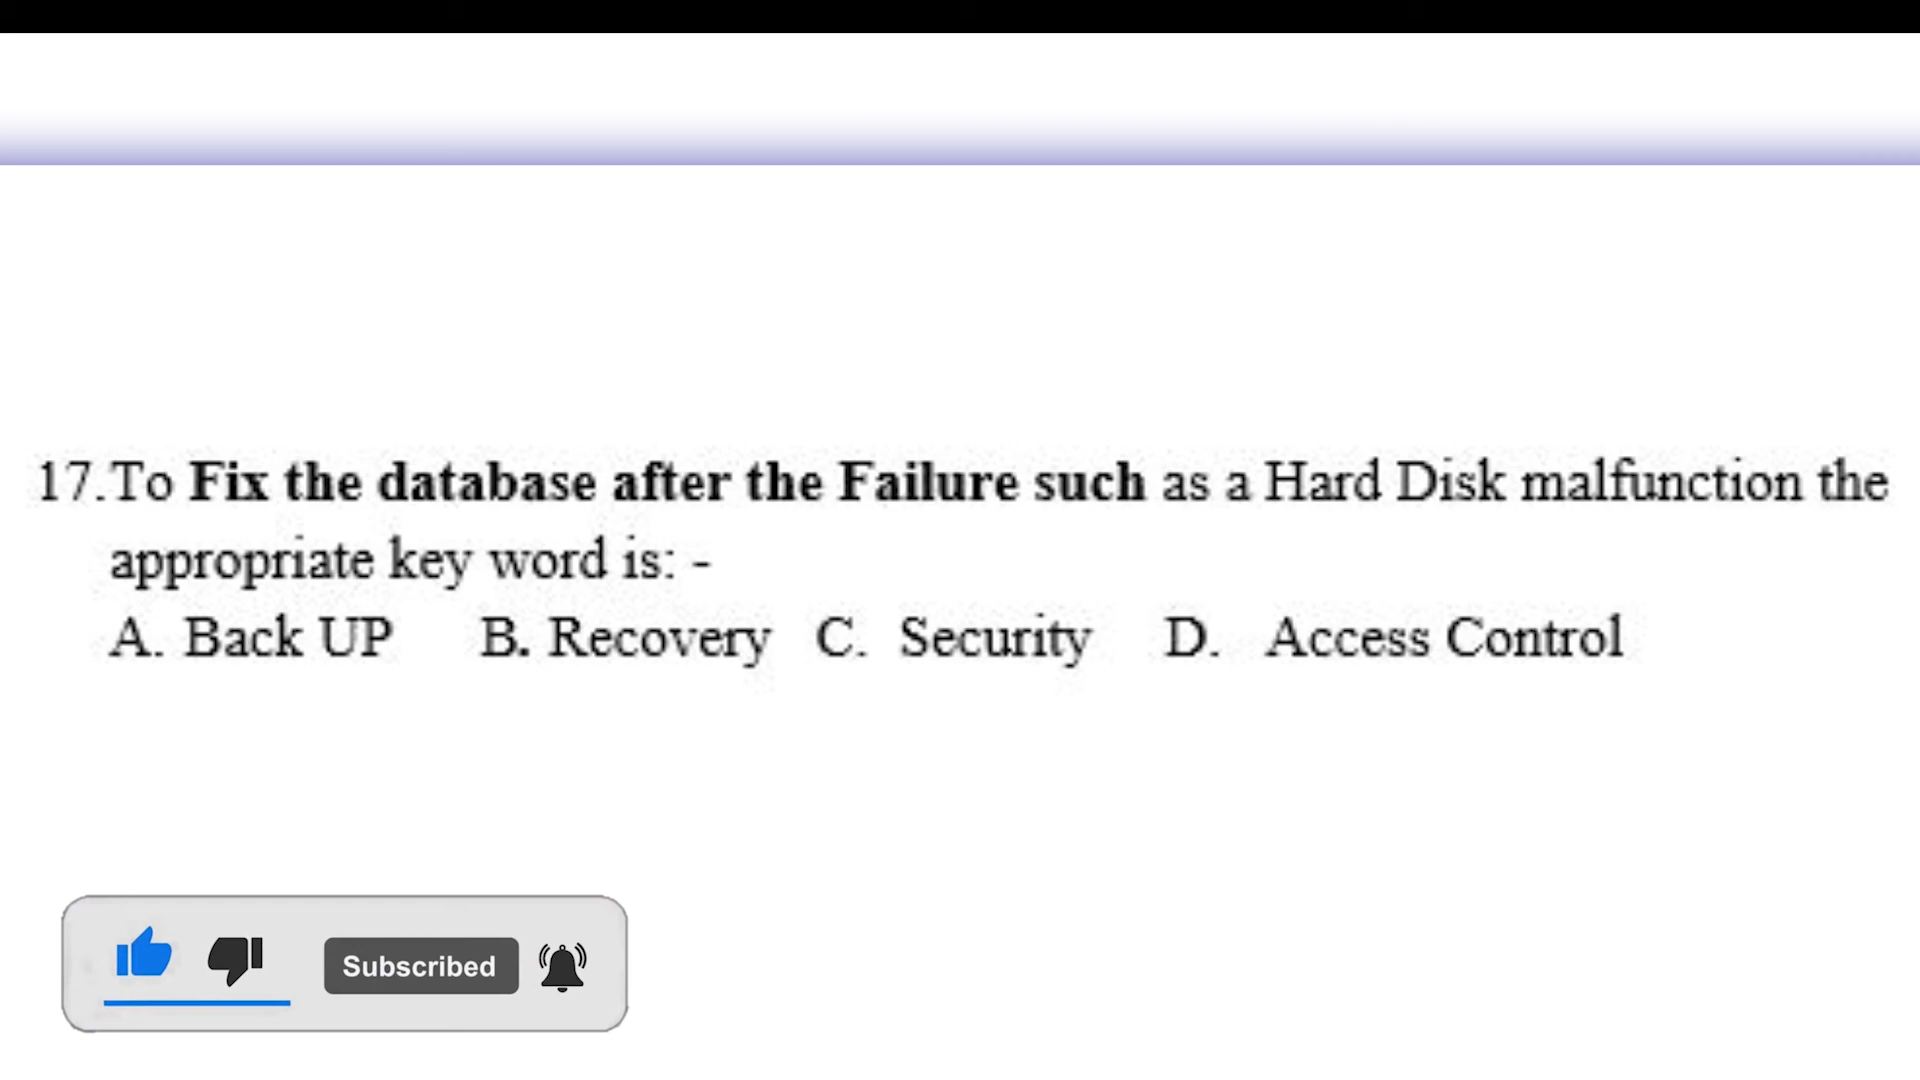 17.To Fix the database after the Failure such as a Hard Disk malfunction the
appropriate key word is: -
A. Back UP B. Recovery C. Security D. Access Control
Subscribed